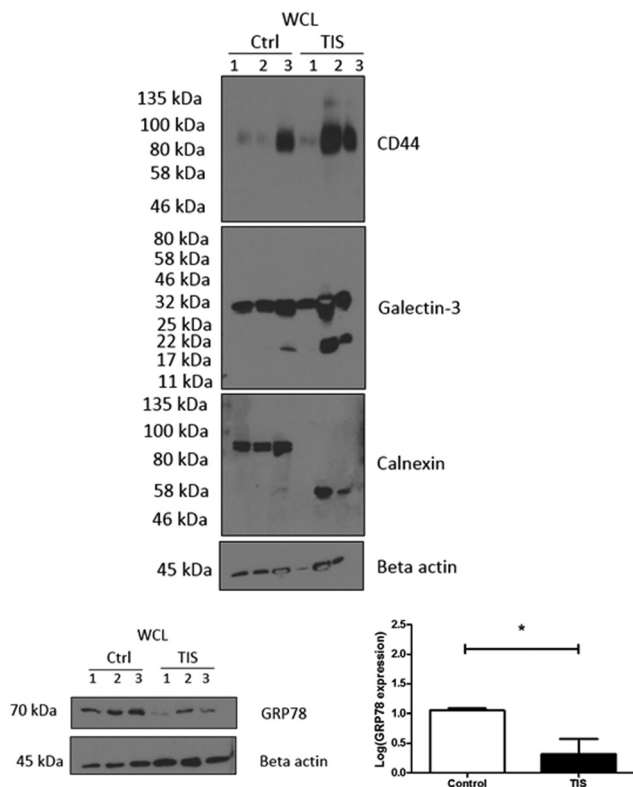 WCL
Ctrl TIS
1 2 3 1 2 3
135 kDa
100 kDa
80 kDa
58 kDa
46 kDa
CD44
80 kDa
58 kDa
46 kDa
32 kDa
25 kDa
22 kDa
17 kDa
11 kDa
Galectin-3
135 kDa
100 kDa
80 kDa
58 kDa
46 kDa
Calnexin
45 kDa
Beta actin
WCL
Ctrl TIS
1 2 3 1 2 3
70 kDa
GRP78
45 kDa
Beta actin
Log(GRP78 expression)
2.5
2.0
1.5
1.0
0.5
0.0
*
Control TIS